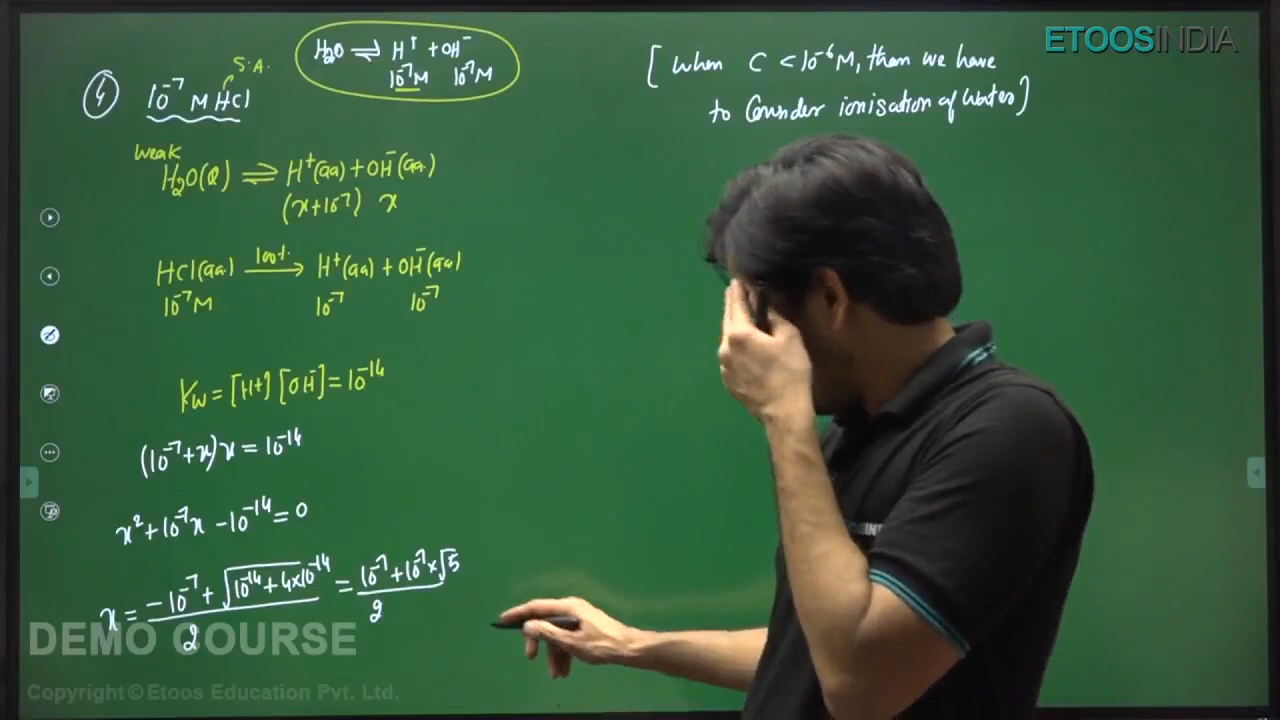 ETOOSINDIA
S.A.
④ 10⁻⁷ M HCl
H₂O ⇌ H⁺ + OH⁻
10⁻⁷M 10⁻⁷M
[when C < 10⁻⁶ M, then we have
to Consider ionisation of water]
weak
H₂O(l) ⇌ H⁺(aq) + OH⁻(aq.)
(x+10⁻⁷) x
HCl(aq.) —100%→ H⁺(aq) + OH⁻(aq)
10⁻⁷M 10⁻⁷ 10⁻⁷
Kw = [H+] [OH⁻] = 10⁻¹⁴
(10⁻⁷+x)x = 10⁻¹⁴
x² + 10⁻⁷x - 10⁻¹⁴ = 0
x = (-10⁻⁷ + √(10⁻¹⁴ + 4×10⁻¹⁴))/2 = (10⁻⁷ + 10⁻⁷ × √5)/2
DEMO COURSE
Copyright © Etoos Education Pvt. Ltd.